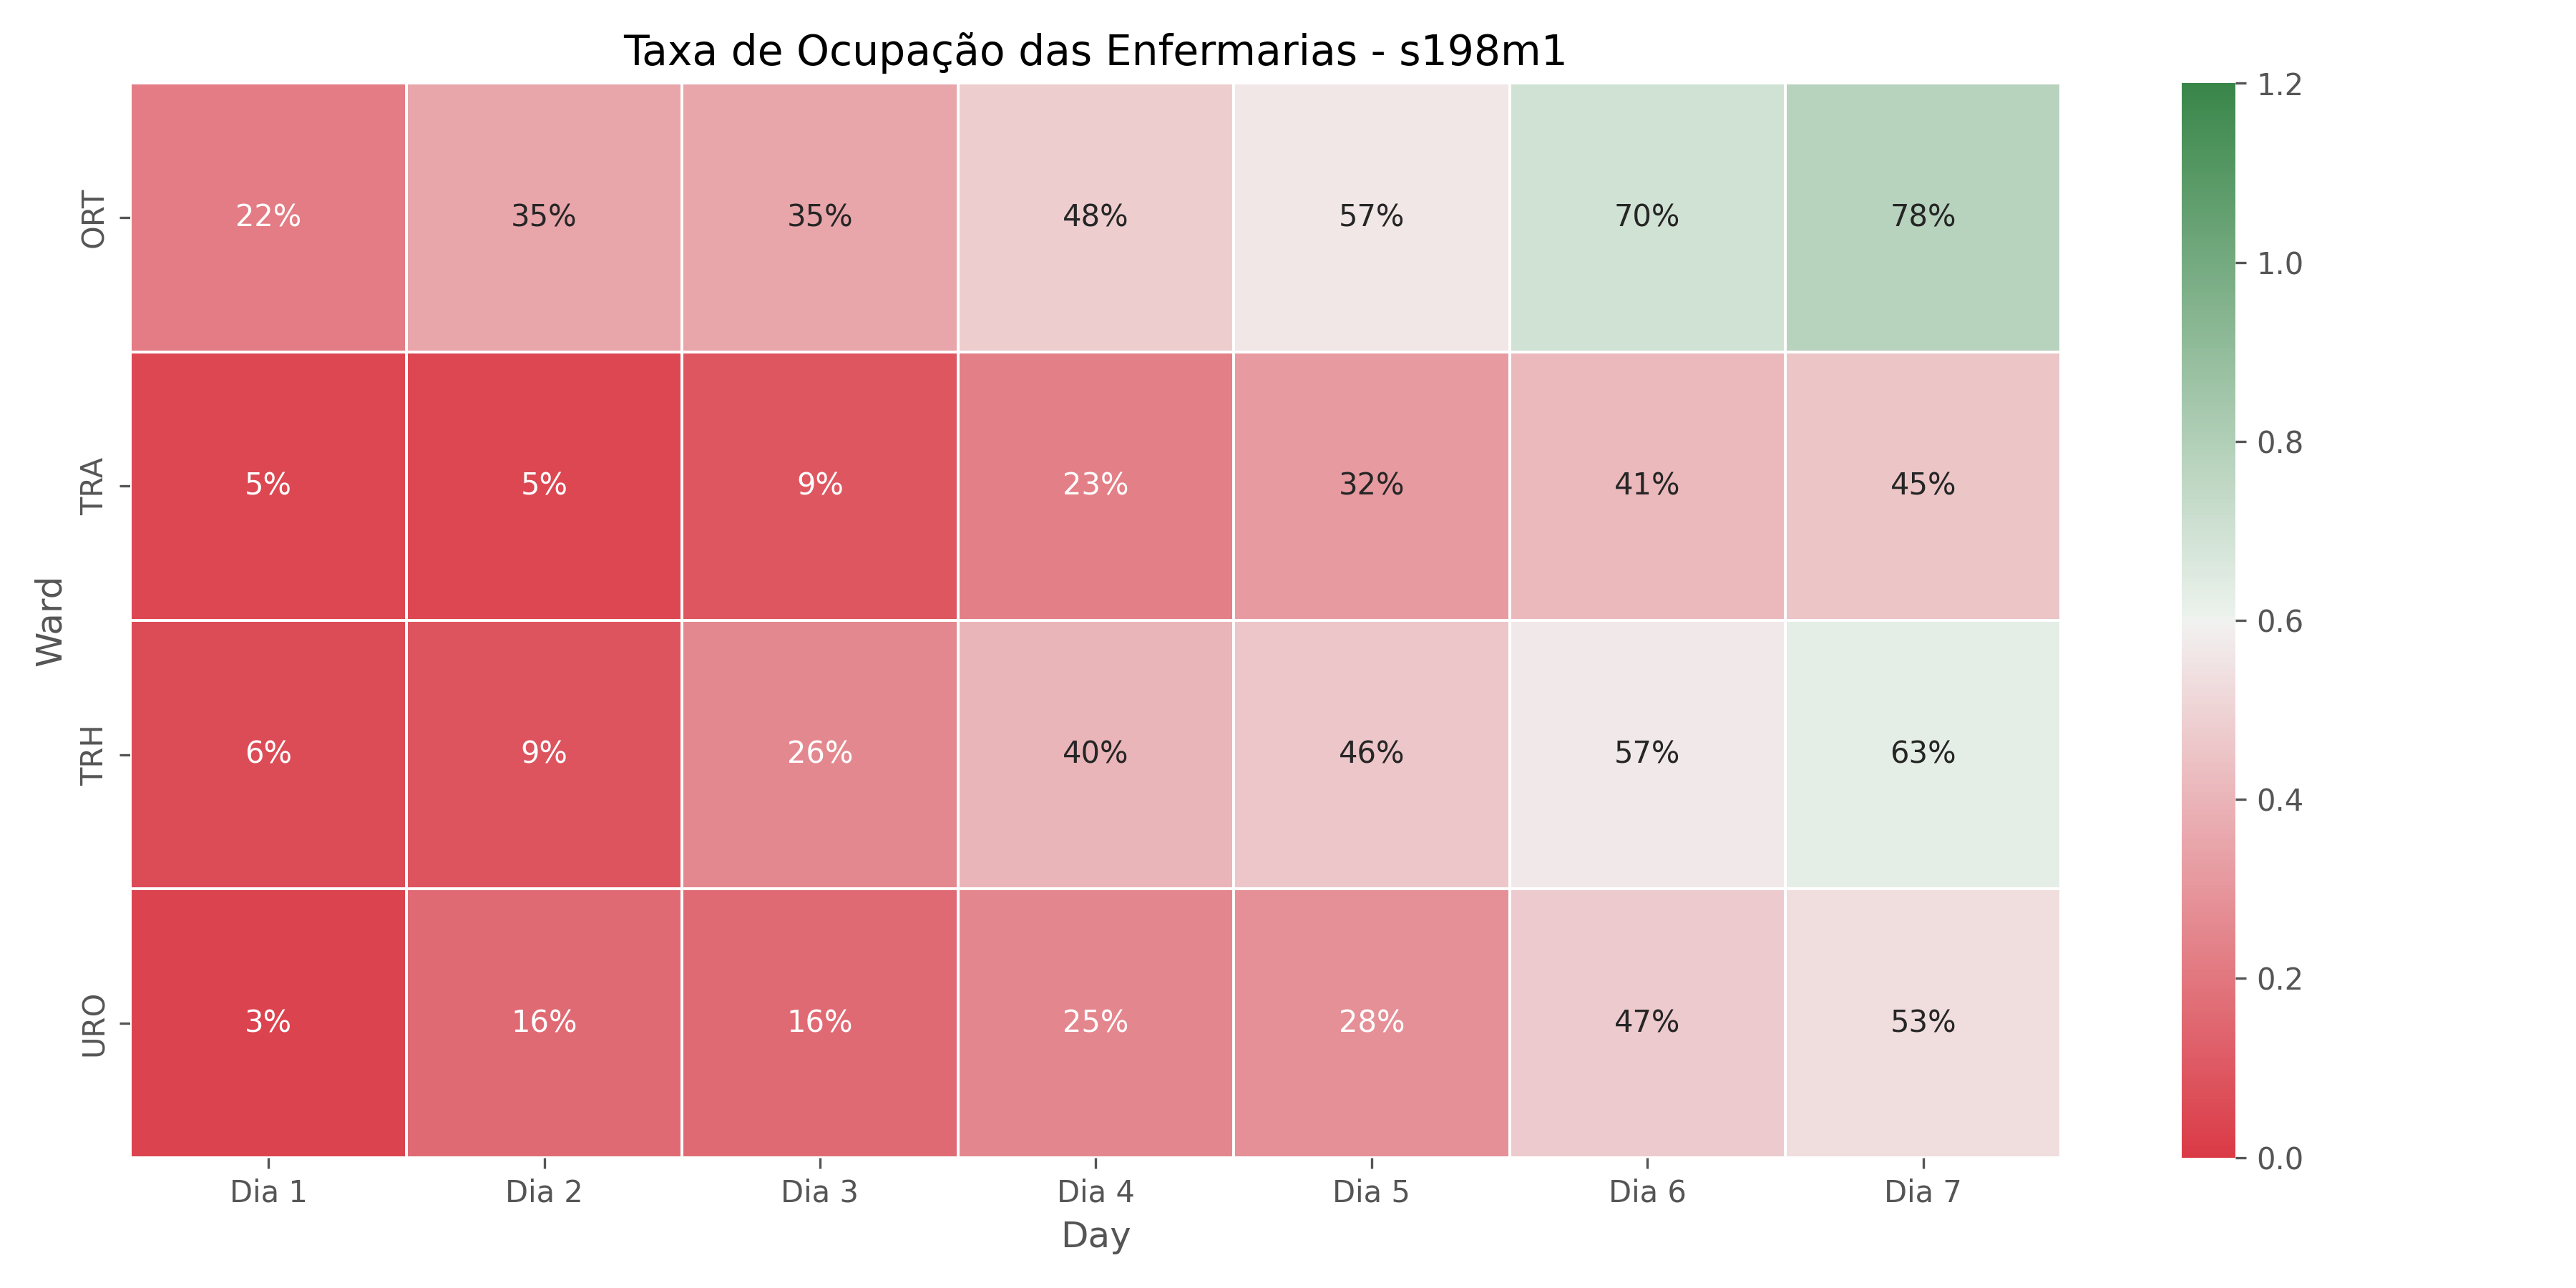 Taxa de Ocupação das Enfermarias - s198m1
Ward
ORT
22% 35% 35% 48% 57% 70% 78%
TRA
5% 5% 9% 23% 32% 41% 45%
TRH
6% 9% 26% 40% 46% 57% 63%
URO
3% 16% 16% 25% 28% 47% 53%
Dia 1 Dia 2 Dia 3 Dia 4 Dia 5 Dia 6 Dia 7
Day
1.2
1.0
0.8
0.6
0.4
0.2
0.0